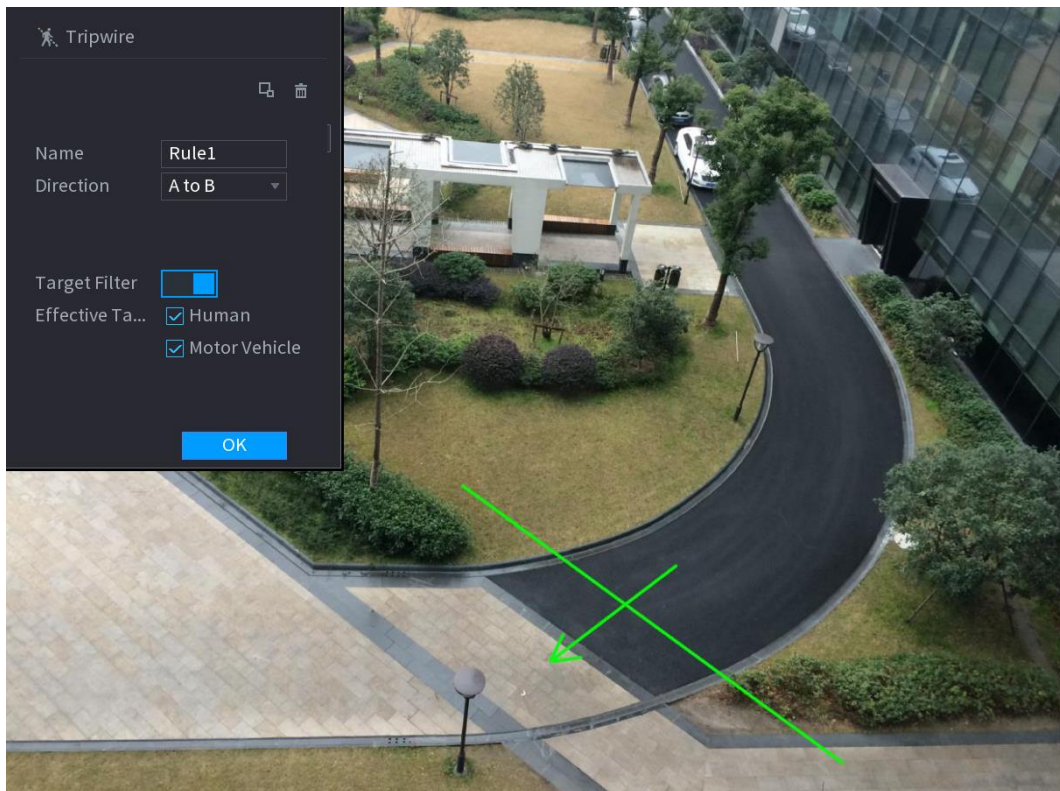 Tripwire
Name Rule1
Direction A to B
Target Filter
Effective Ta... Human
Motor Vehicle
OK